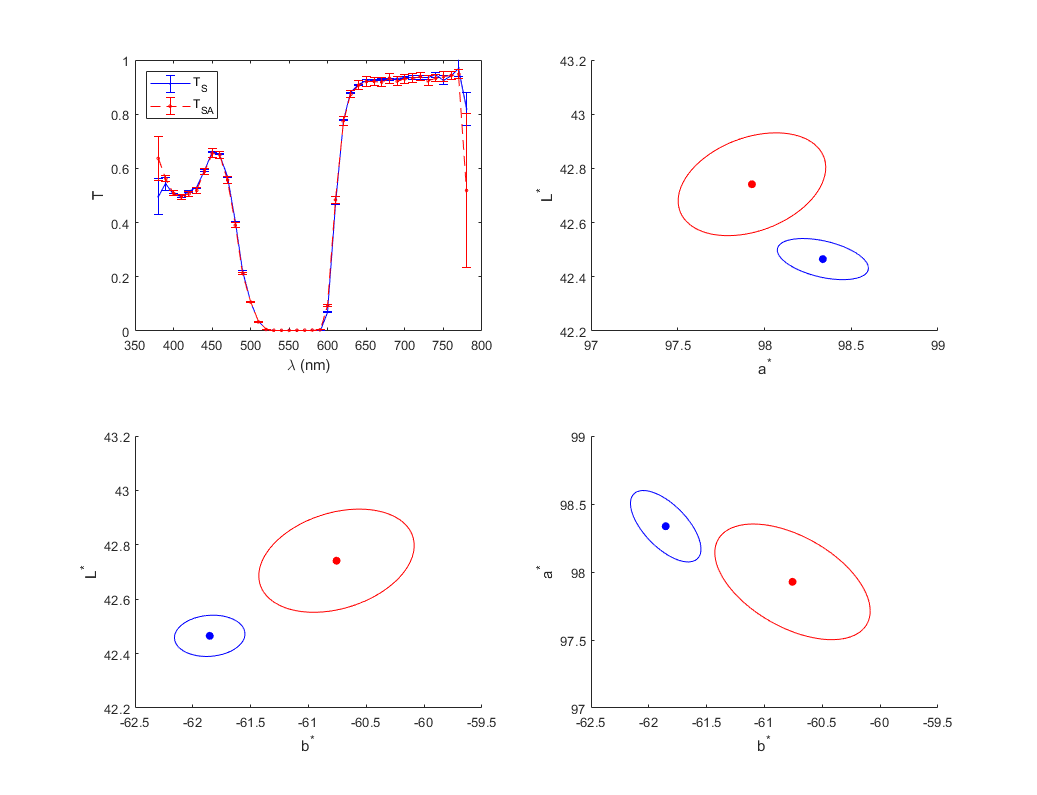 1
0.8
0.6
0.4
0.2
0
T
T_S
T_SA
350 400 450 500 550 600 650 700 750 800
λ (nm)
43.2
43
42.8
42.6
42.4
42.2
L*
97 97.5 98 98.5 99
a*
43.2
43
42.8
42.6
42.4
42.2
L*
-62.5 -62 -61.5 -61 -60.5 -60 -59.5
b*
99
98.5
98
97.5
97
a*
-62.5 -62 -61.5 -61 -60.5 -60 -59.5
b*